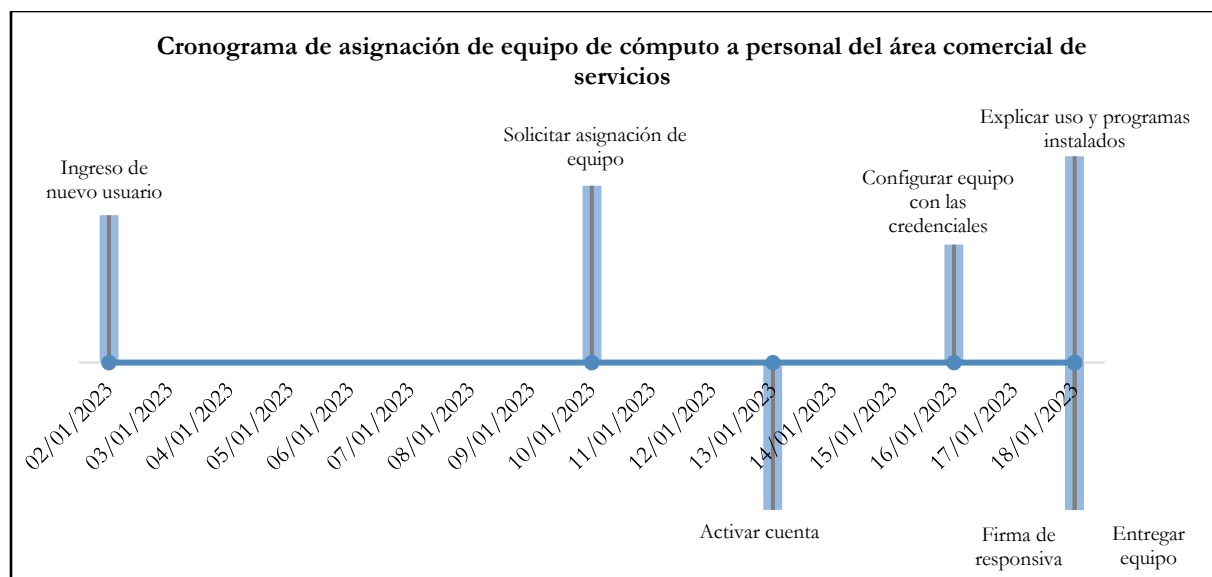 Cronograma de asignación de equipo de cómputo a personal del área comercial de
servicios
Ingreso de
nuevo usuario
Solicitar asignación de
equipo
Configurar equipo
con las
credenciales
Explicar uso y programas
instalados
02/01/2023
03/01/2023
04/01/2023
05/01/2023
06/01/2023
07/01/2023
08/01/2023
09/01/2023
10/01/2023
11/01/2023
12/01/2023
13/01/2023
14/01/2023
15/01/2023
16/01/2023
17/01/2023
18/01/2023
Activar cuenta
Firma de
responsiva
Entregar
equipo